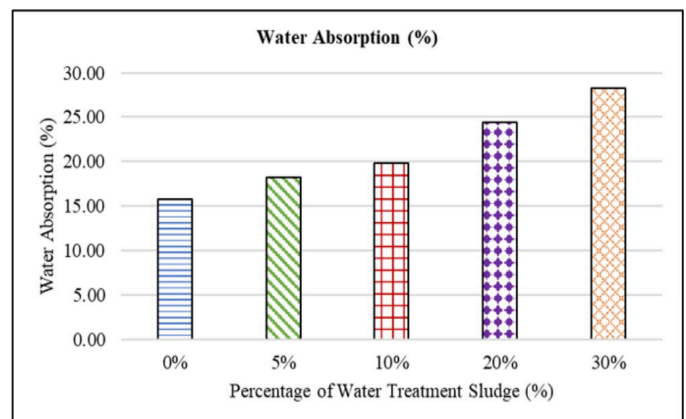 Water Absorption (%)
30.00
25.00
20.00
15.00
10.00
5.00
0.00
Water Absorption (%)
0% 5% 10% 20% 30%
Percentage of Water Treatment Sludge (%)